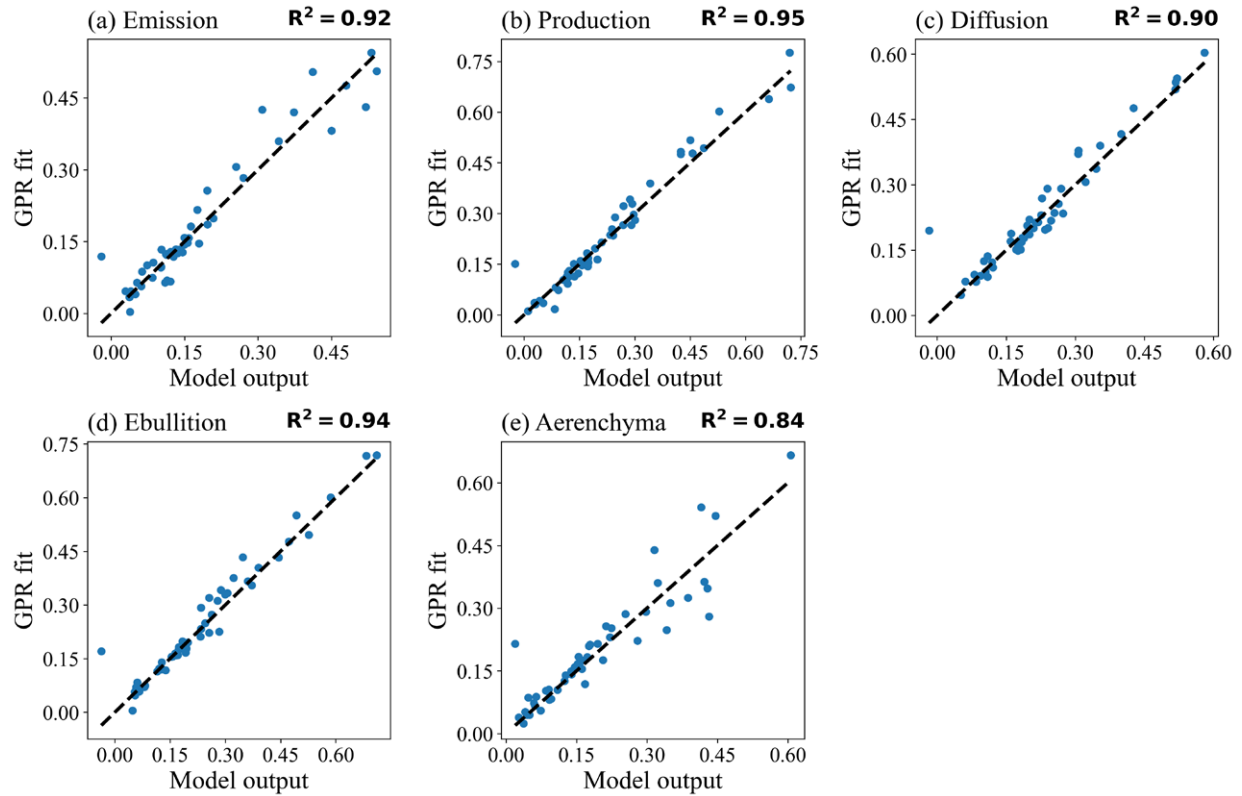 (a) Emission R² = 0.92
0.45
0.30
0.15
0.00
GPR fit
0.00 0.15 0.30 0.45
Model output
(b) Production R² = 0.95
0.75
0.60
0.45
0.30
0.15
0.00
GPR fit
0.00 0.15 0.30 0.45 0.60 0.75
Model output
(c) Diffusion R² = 0.90
0.60
0.45
0.30
0.15
0.00
GPR fit
0.00 0.15 0.30 0.45 0.60
Model output
(d) Ebullition R² = 0.94
0.75
0.60
0.45
0.30
0.15
0.00
GPR fit
0.00 0.15 0.30 0.45 0.60
Model output
(e) Aerenchyma R² = 0.84
0.60
0.45
0.30
0.15
0.00
GPR fit
0.00 0.15 0.30 0.45 0.60
Model output